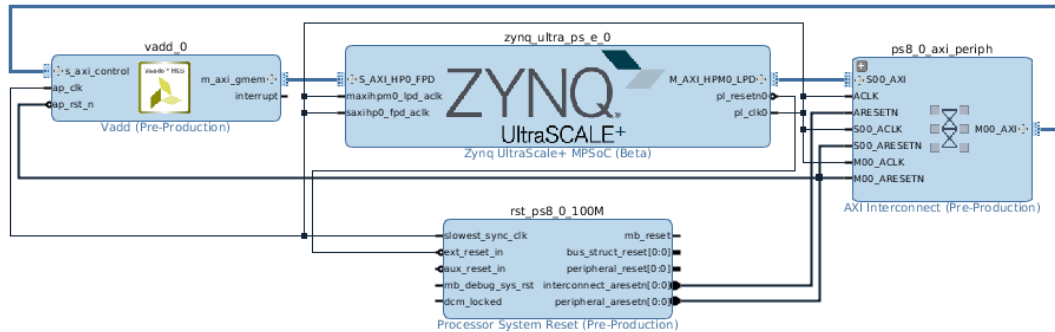 vadd_0
s_axi_control
ap_clk
ap_rst_n
Vivado™ HLS
m_axi_gmem
interrupt
Vadd (Pre-Production)
zynq_ultra_ps_e_0
S_AXI_HP0_FPD
maxihpm0_lpd_aclk
saxihp0_fpd_aclk
ZYNQ
UltraSCALE+
M_AXI_HPM0_LPD
pl_resetn0
pl_clk0
Zynq UltraScale+ MPSoC (Beta)
ps8_0_axi_periph
S00_AXI
ACLK
ARESETN
S00_ACLK
S00_ARESETN
M00_ACLK
M00_ARESETN
M00_AXI
AXI Interconnect (Pre-Production)
rst_ps8_0_100M
slowest_sync_clk
ext_reset_in
aux_reset_in
mb_debug_sys_rst
dcm_locked
mb_reset
bus_struct_reset[0:0]
peripheral_reset[0:0]
interconnect_aresetn[0:0]
peripheral_aresetn[0:0]
Processor System Reset (Pre-Production)